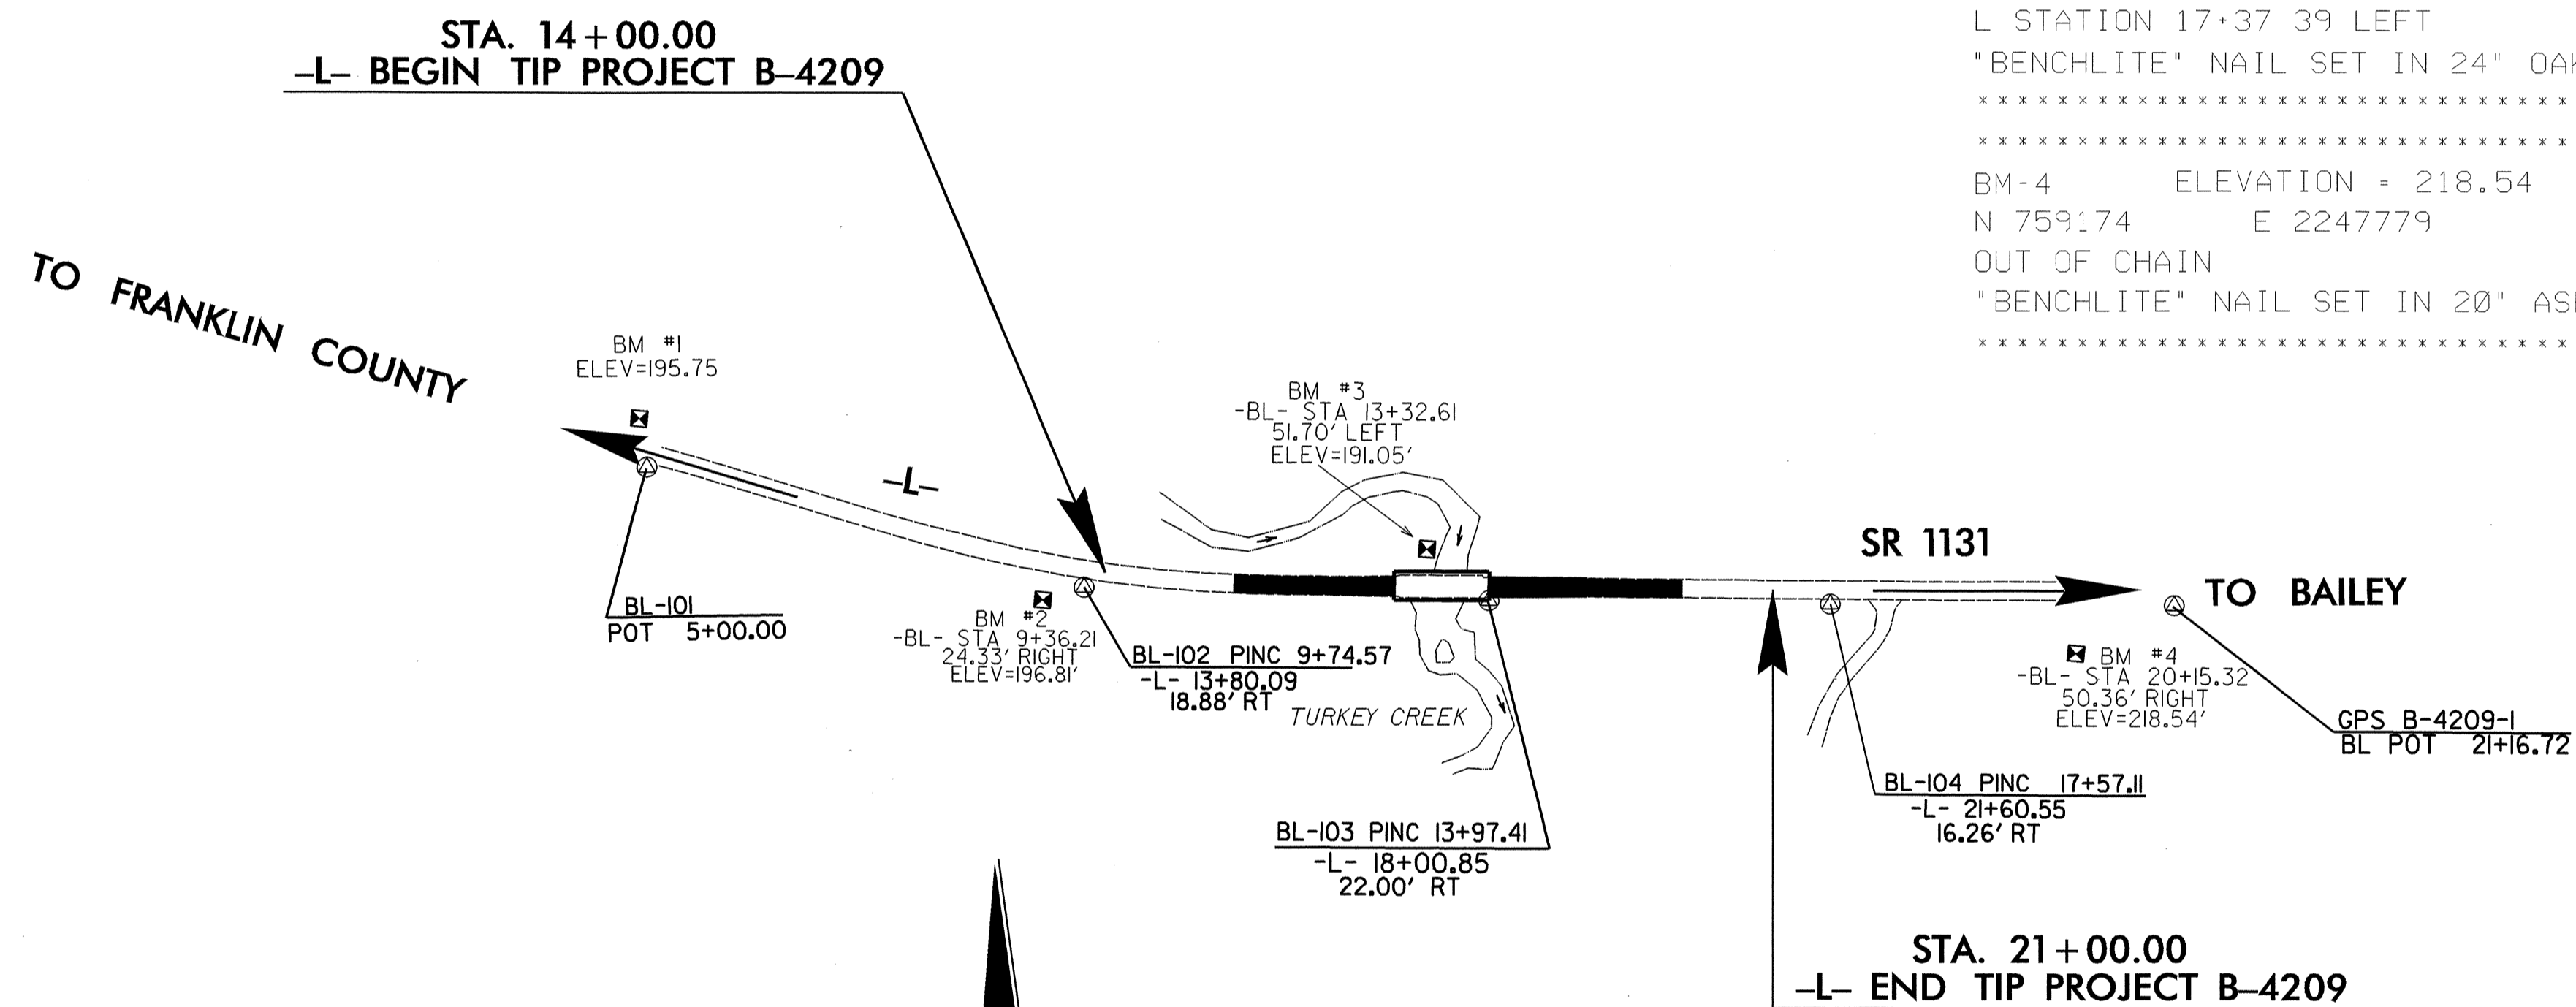 STA. 14+00.00
-L- BEGIN TIP PROJECT B-4209
L STATION 17+37 39 LEFT
"BENCHLITE" NAIL SET IN 24"
* * * * * * * * * * * * * * * * * * * * * * * * * * * * * *
* * * * * * * * * * * * * * * * * * * * * * * * * * * * * *
BM-4 ELEVATION = 218.54
N 759174 E 2247779
OUT OF CHAIN
"BENCHLITE" NAIL SET IN 20"
* * * * * * * * * * * * * * * * * * * * * * * * * * * * * *
TO FRANKLIN COUNTY
BM #1
ELEV=195.75
BM #3
-BL- STA 13+32.61
51.70' LEFT
ELEV=191.05'
-L-
SR 1131
TO BAILEY
BL-101
POT 5+00.00
BM #2
-BL- STA 9+36.21
24.33' RIGHT
ELEV=196.81'
BL-102 PINC 9+74.57
-L- 13+80.09
18.88' RT
TURKEY CREEK
BM #4
-BL- STA 20+15.32
50.36' RIGHT
ELEV=218.54'
GPS B-4209-1
BL POT 21+16.72
BL-104 PINC 17+57.11
-L- 21+60.55
16.26' RT
BL-103 PINC 13+97.41
-L- 18+00.85
22.00' RT
STA. 21+00.00
-L- END TIP PROJECT B-4209